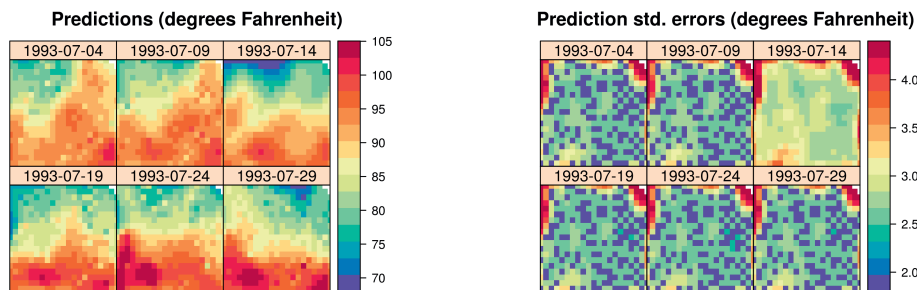 Predictions (degrees Fahrenheit)
1993-07-04 1993-07-09 1993-07-14
1993-07-19 1993-07-24 1993-07-29
105
100
95
90
85
80
75
70
Prediction std. errors (degrees Fahrenheit)
1993-07-04 1993-07-09 1993-07-14
1993-07-19 1993-07-24 1993-07-29
4.0
3.5
3.0
2.5
2.0